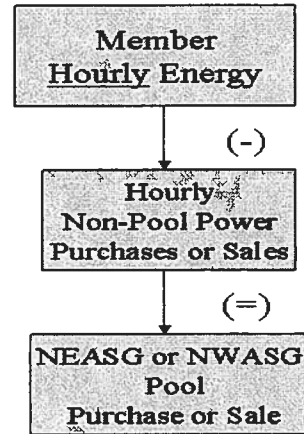 Member
Hourly Energy
(-)
Hourly
Non-Pool Power
Purchases or Sales
(=)
NEASG or NWASG
Pool
Purchase or Sale